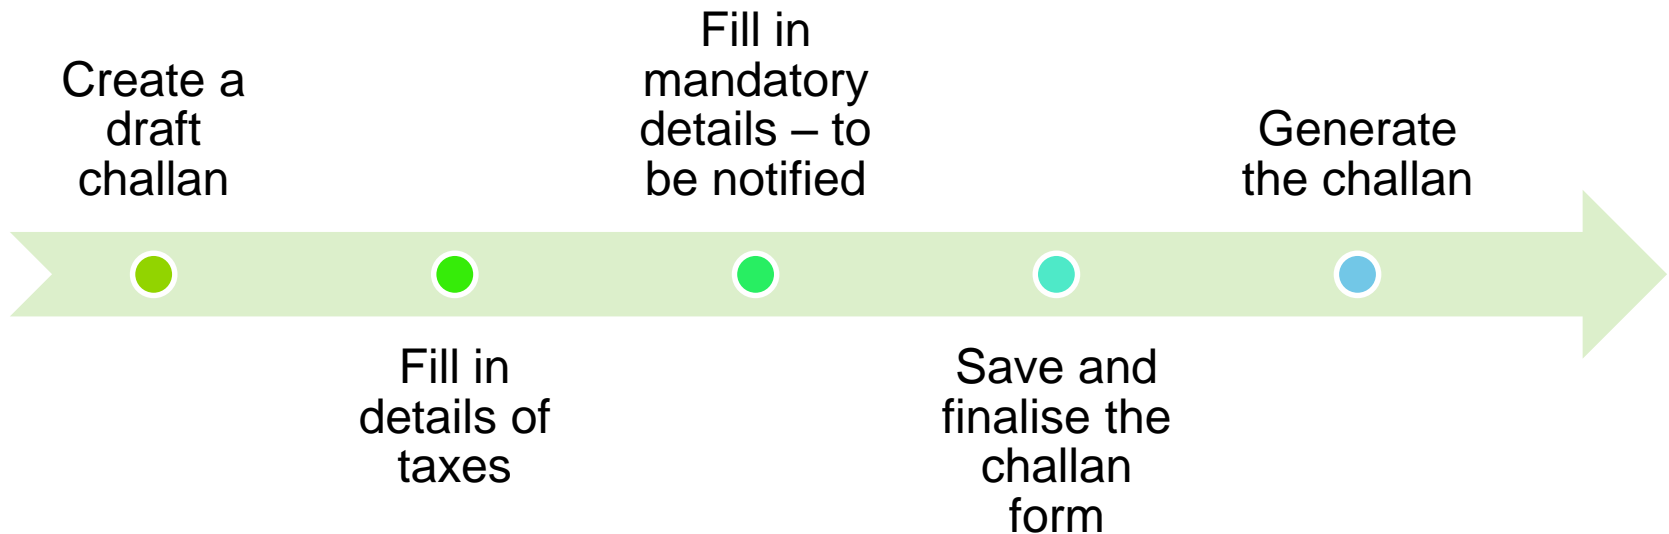 Create a
draft
challan
Fill in
details of
taxes
Fill in
mandatory
details – to
be notified
Save and
finalise the
challan
form
Generate
the challan